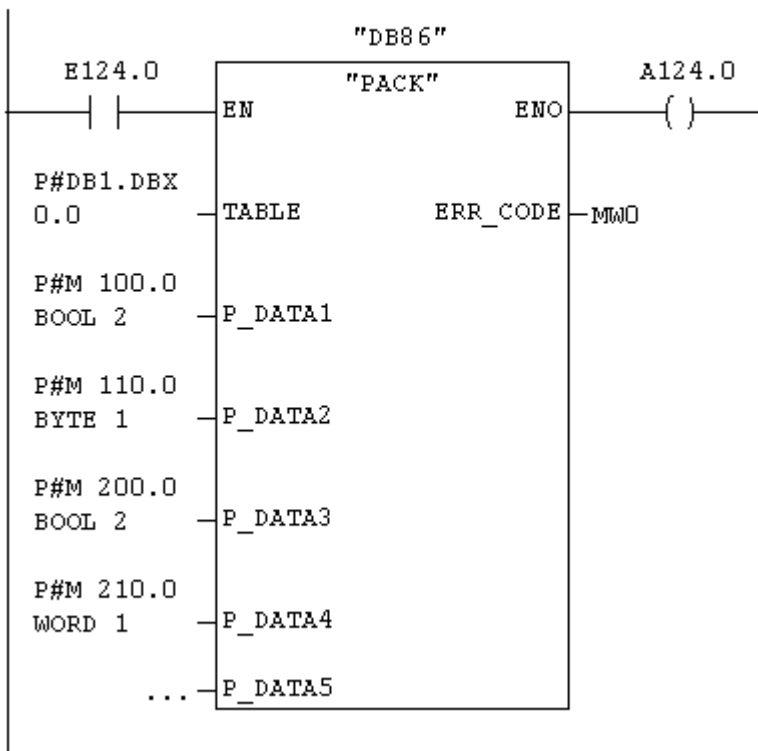 "DB86"
E124.0 "PACK" A124.0
EN ENO
P#DB1.DBX
0.0 TABLE ERR_CODE MW0
P#M 100.0
BOOL 2 P_DATA1
P#M 110.0
BYTE 1 P_DATA2
P#M 200.0
BOOL 2 P_DATA3
P#M 210.0
WORD 1 P_DATA4
... P_DATA5